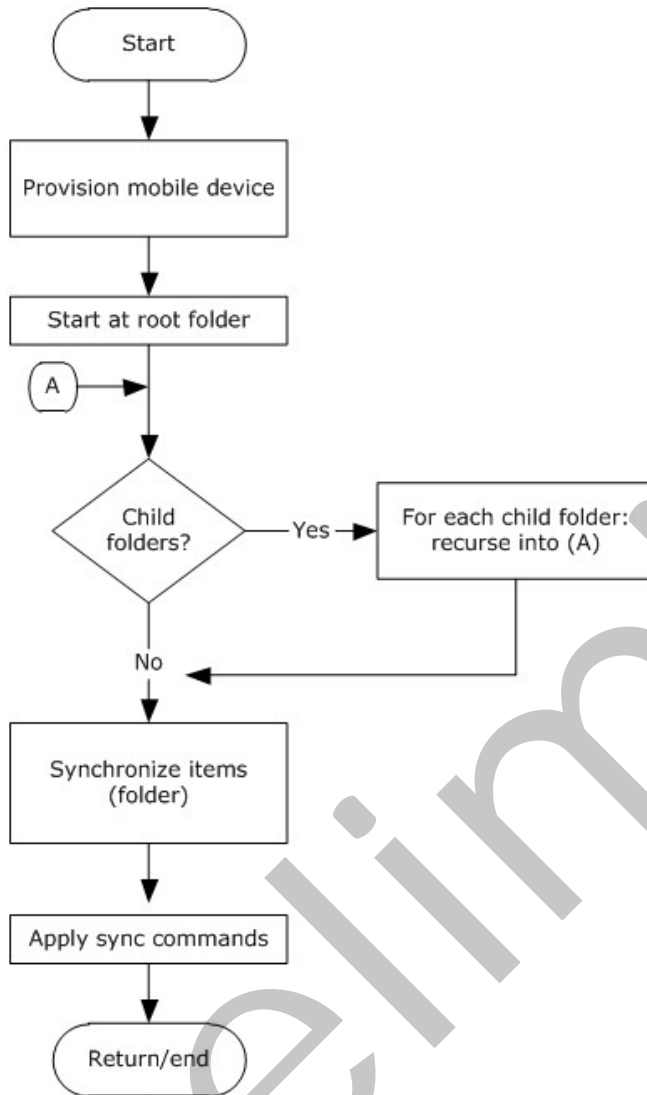 Start
Provision mobile device
Start at root folder
A
Child
folders?
Yes
For each child folder:
recurse into (A)
No
Synchronize items
(folder)
Apply sync commands
Return/end
elim